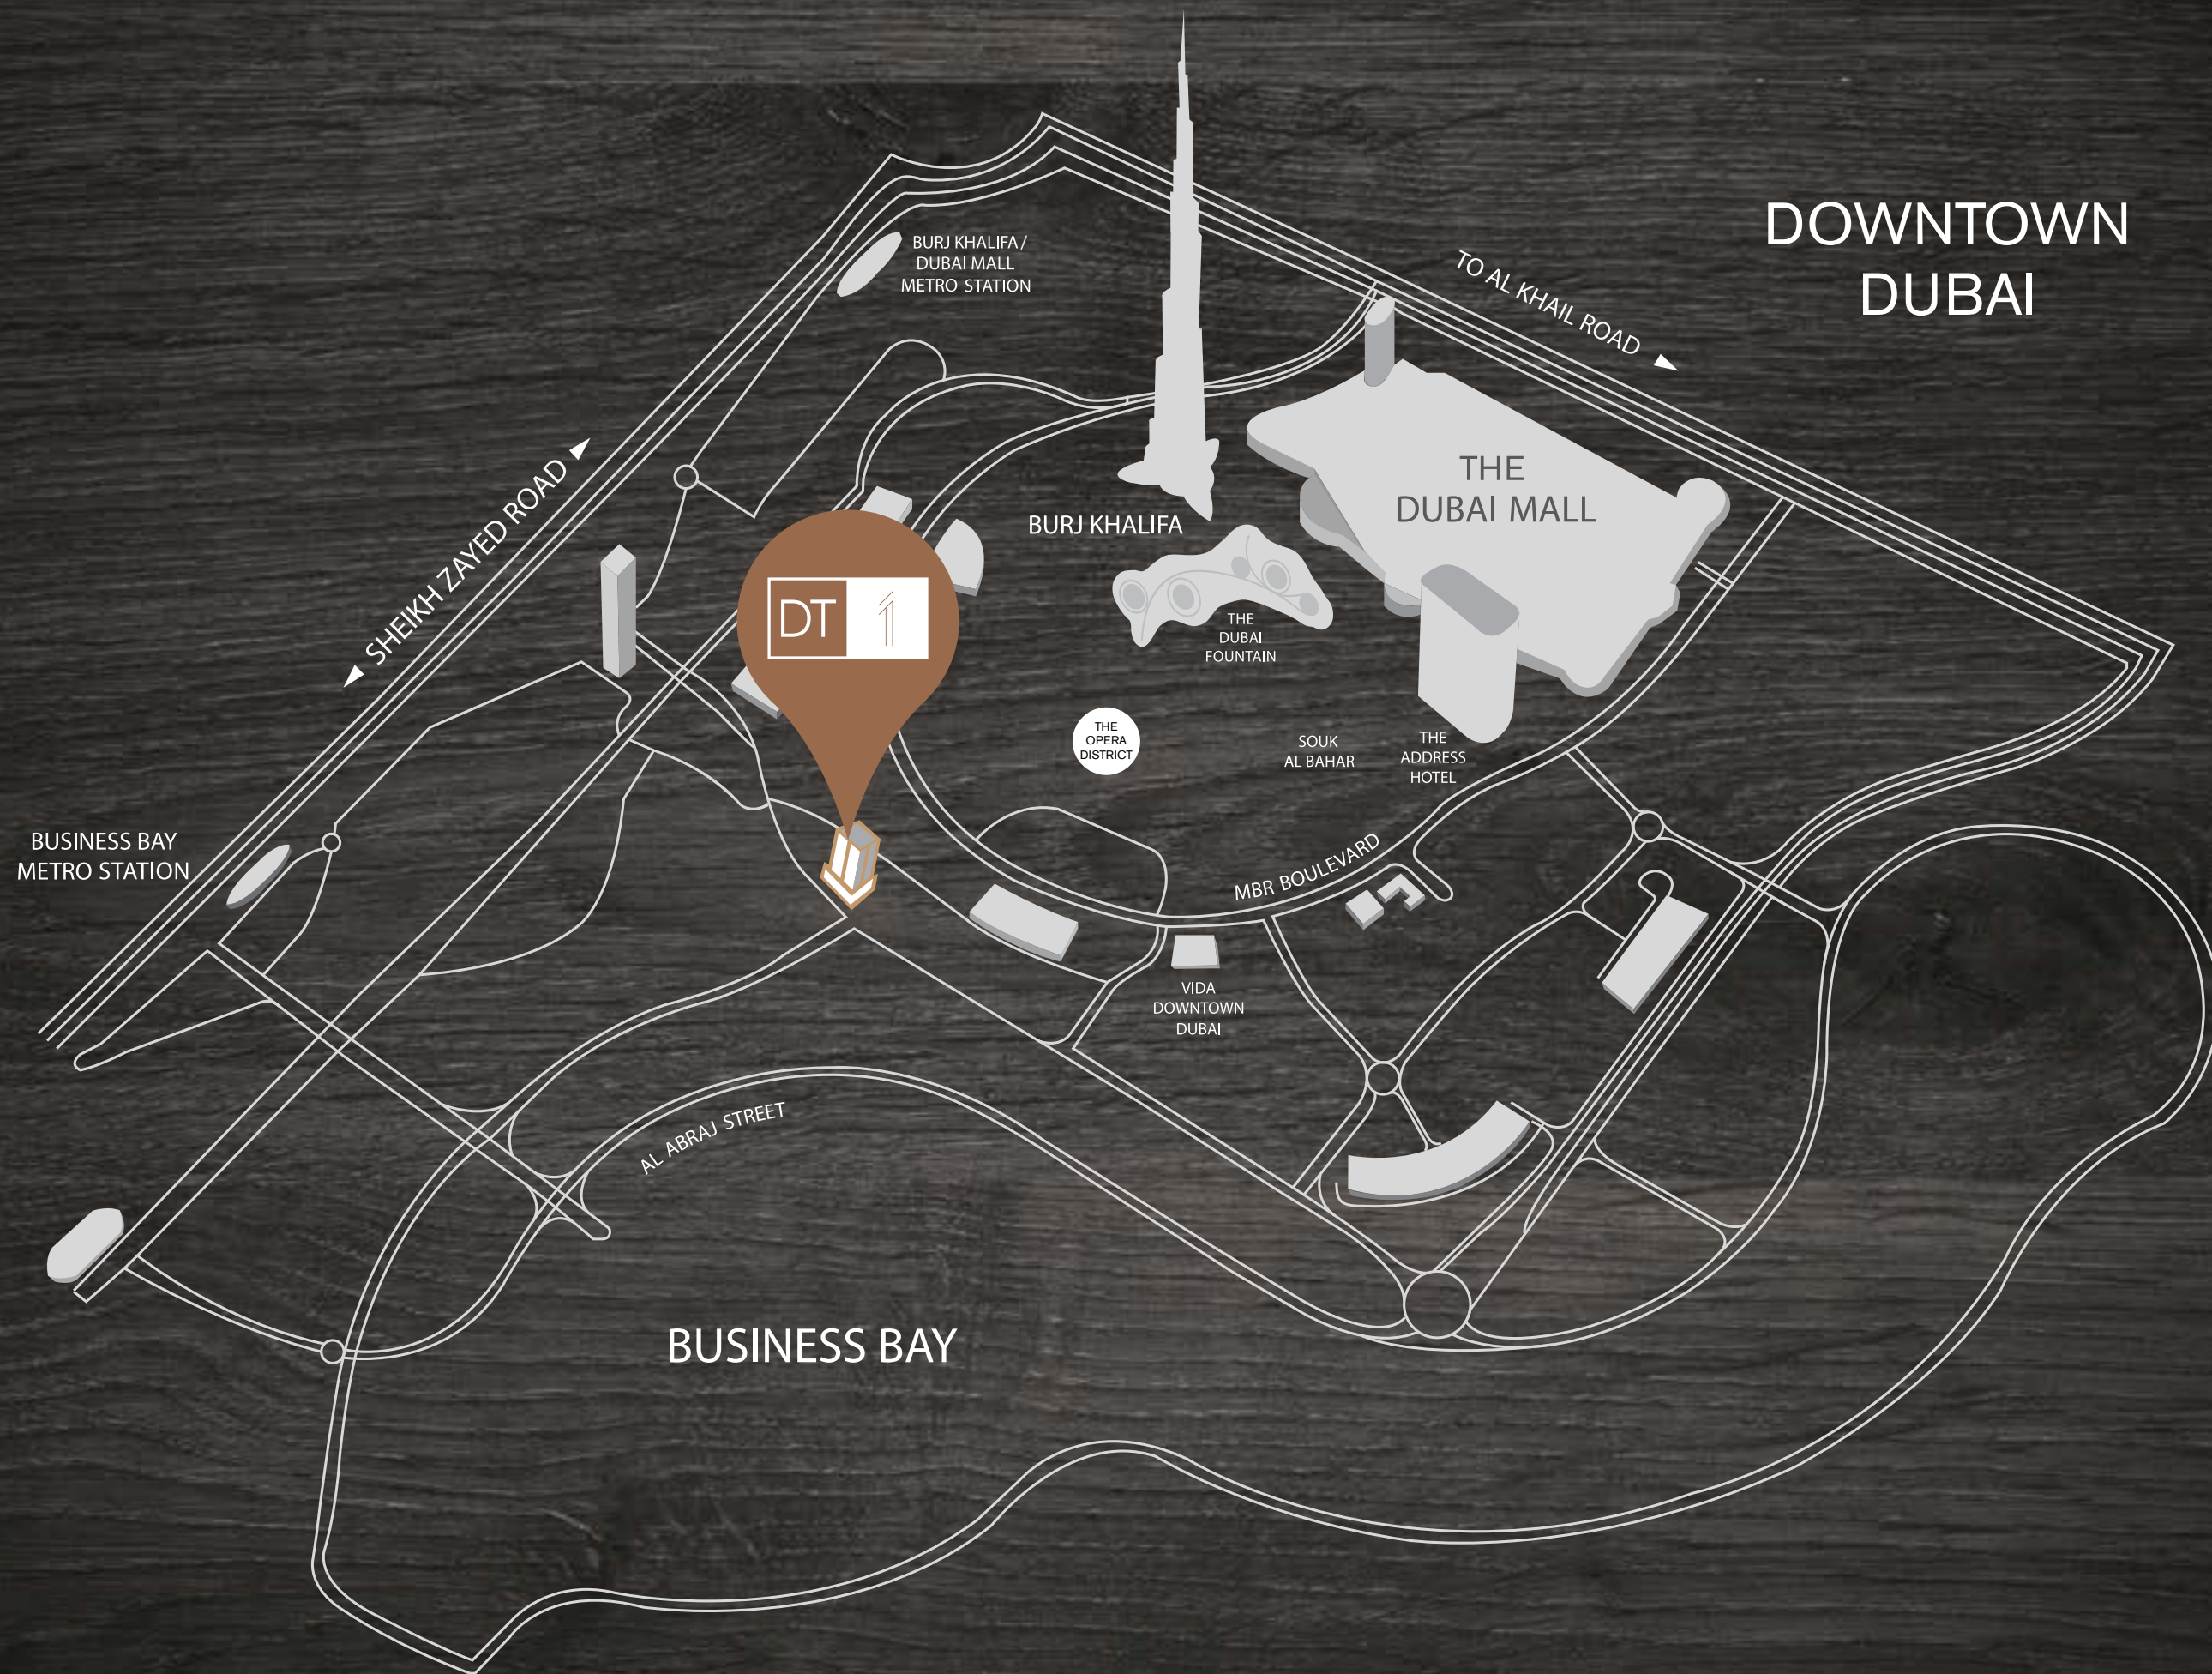 DOWNTOWN
DUBAI
BURJ KHALIFA /
DUBAI MALL
METRO STATION
TO AL KHAIL ROAD
SHEIKH ZAYED ROAD
THE
DUBAI MALL
BURJ KHALIFA
DT 1
THE
DUBAI
FOUNTAIN
THE
OPERA
DISTRICT
SOUK
AL BAHAR
THE
ADDRESS
HOTEL
BUSINESS BAY
METRO STATION
MBR BOULEVARD
VIDA
DOWNTOWN
DUBAI
AL ABRAJ STREET
BUSINESS BAY